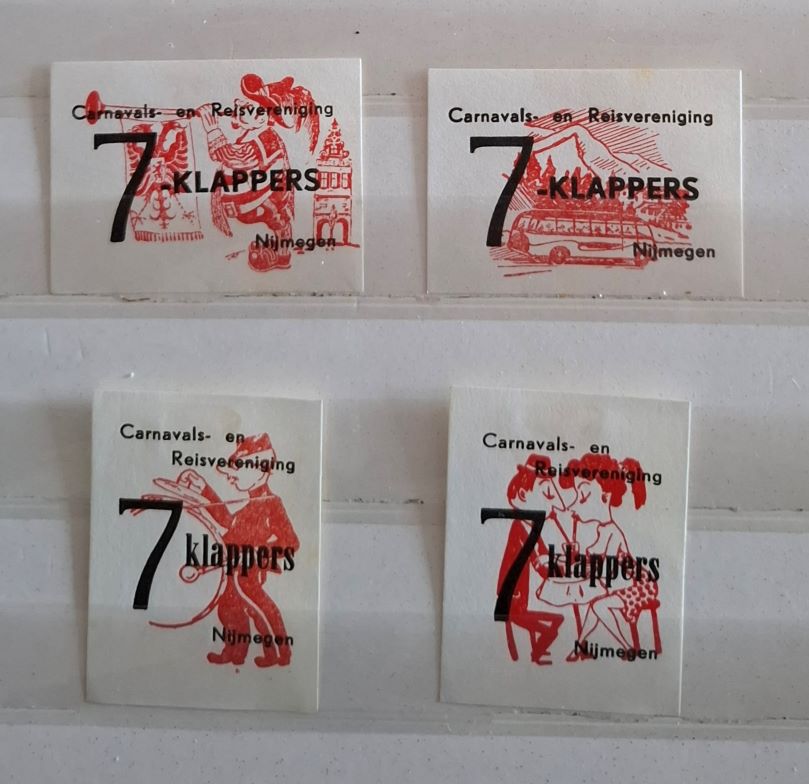 Carnavals- en Reisvereniging
7-KLAPPERS
Nijmegen
Carnavals- en Reisvereniging
7-KLAPPERS
Nijmegen
Carnavals- en
Reisvereniging
7 klappers
Nijmegen
Carnavals- en
Reisvereniging
7 klappers
Nijmegen